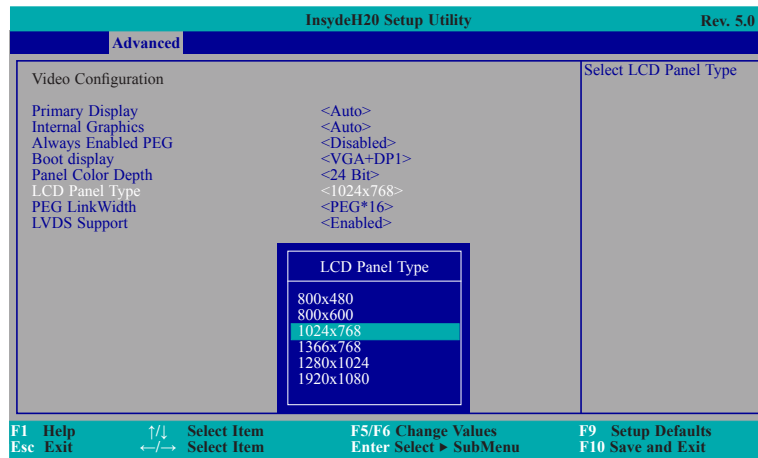 InsydeH20 Setup Utility Rev. 5.0
Advanced
Video Configuration
Select LCD Panel Type
Primary Display <Auto>
Internal Graphics <Auto>
Always Enabled PEG <Disabled>
Boot display <VGA+DP1>
Panel Color Depth <24 Bit>
LCD Panel Type <1024x768>
PEG LinkWidth <PEG*16>
LVDS Support <Enabled>
LCD Panel Type
800x480
800x600
1024x768
1366x768
1280x1024
1920x1080
F1 Help ↑/↓ Select Item F5/F6 Change Values F9 Setup Defaults
Esc Exit ←/→ Select Item Enter Select ▶ SubMenu F10 Save and Exit